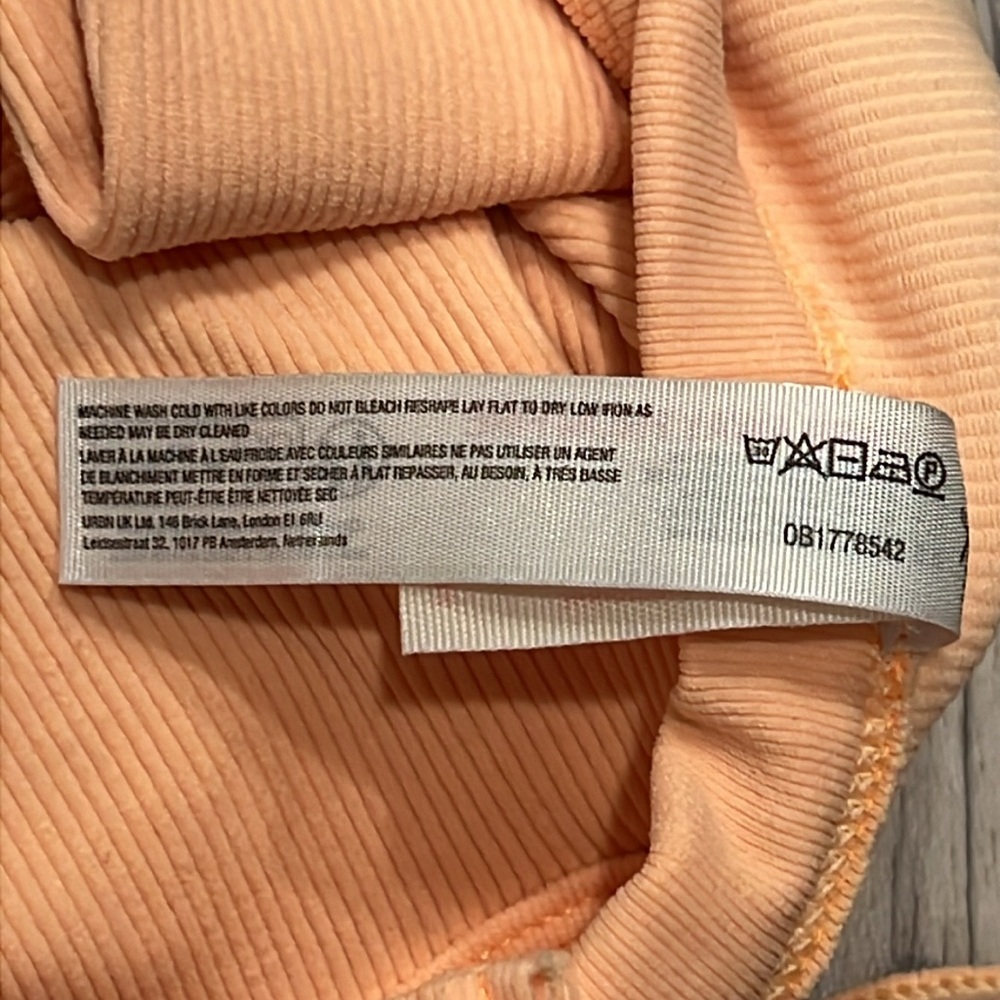 MACHINE WASH COLD WITH LIKE COLORS DO NOT BLEACH RESHAPE LAY FLAT TO DRY LOW IRON AS
NEEDED MAY BE DRY CLEANED
LAVER À LA MACHINE À L'EAU FROIDE AVEC COULEURS SIMILAIRES NE PAS UTILISER UN AGENT
DE BLANCHIMENT METTRE EN FORME ET SÉCHER À PLAT REPASSER, AU BESOIN, À TRÈS BASSE
TEMPÉRATURE PEUT-ÊTRE ÊTRE NETTOYÉE SEC
URBN UK Ltd. 146 Brick Lane, London E1 6RU
Leidsestraat 32, 1017 PB Amsterdam, Netherlands
30
P
OB1778542